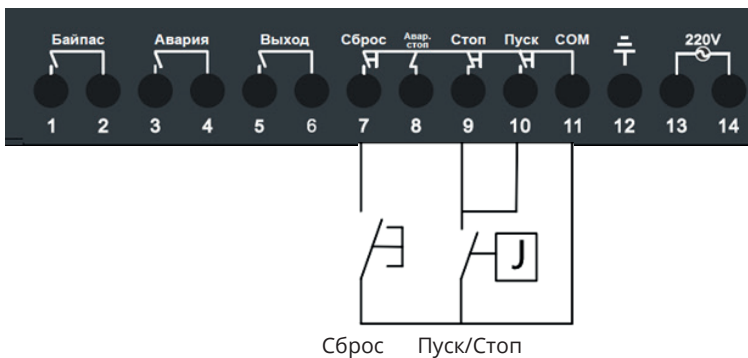 Байпас Авария Выход Сброс Авар. стоп Стоп Пуск COM 220V
1 2 3 4 5 6 7 8 9 10 11 12 13 14
J
Сброс Пуск/Стоп